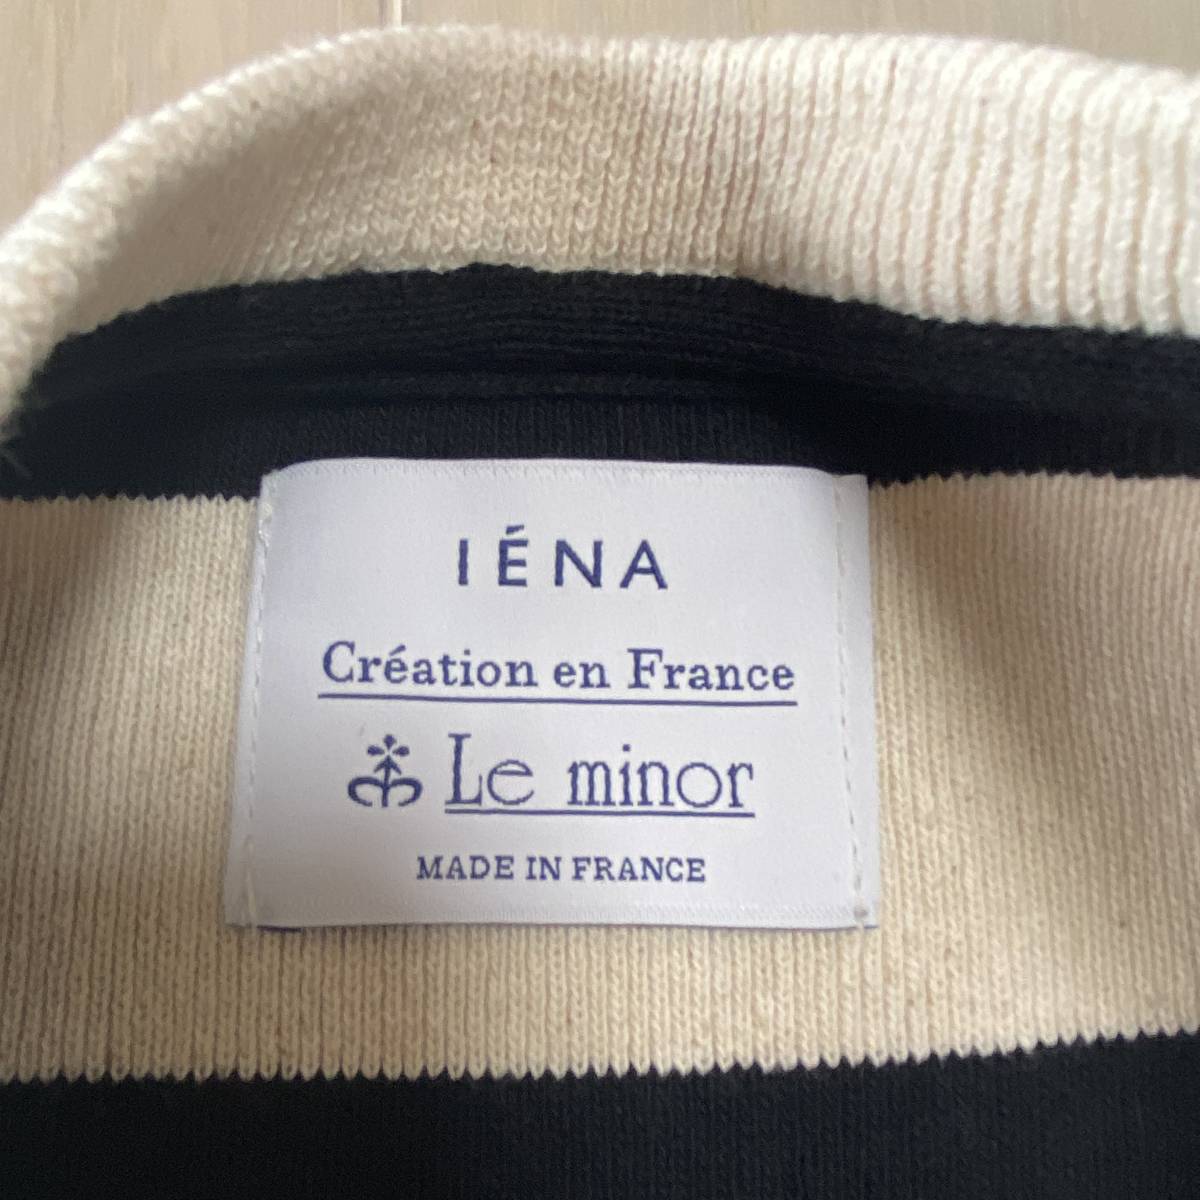 IÉNA
Création en France
Le minor
MADE IN FRANCE